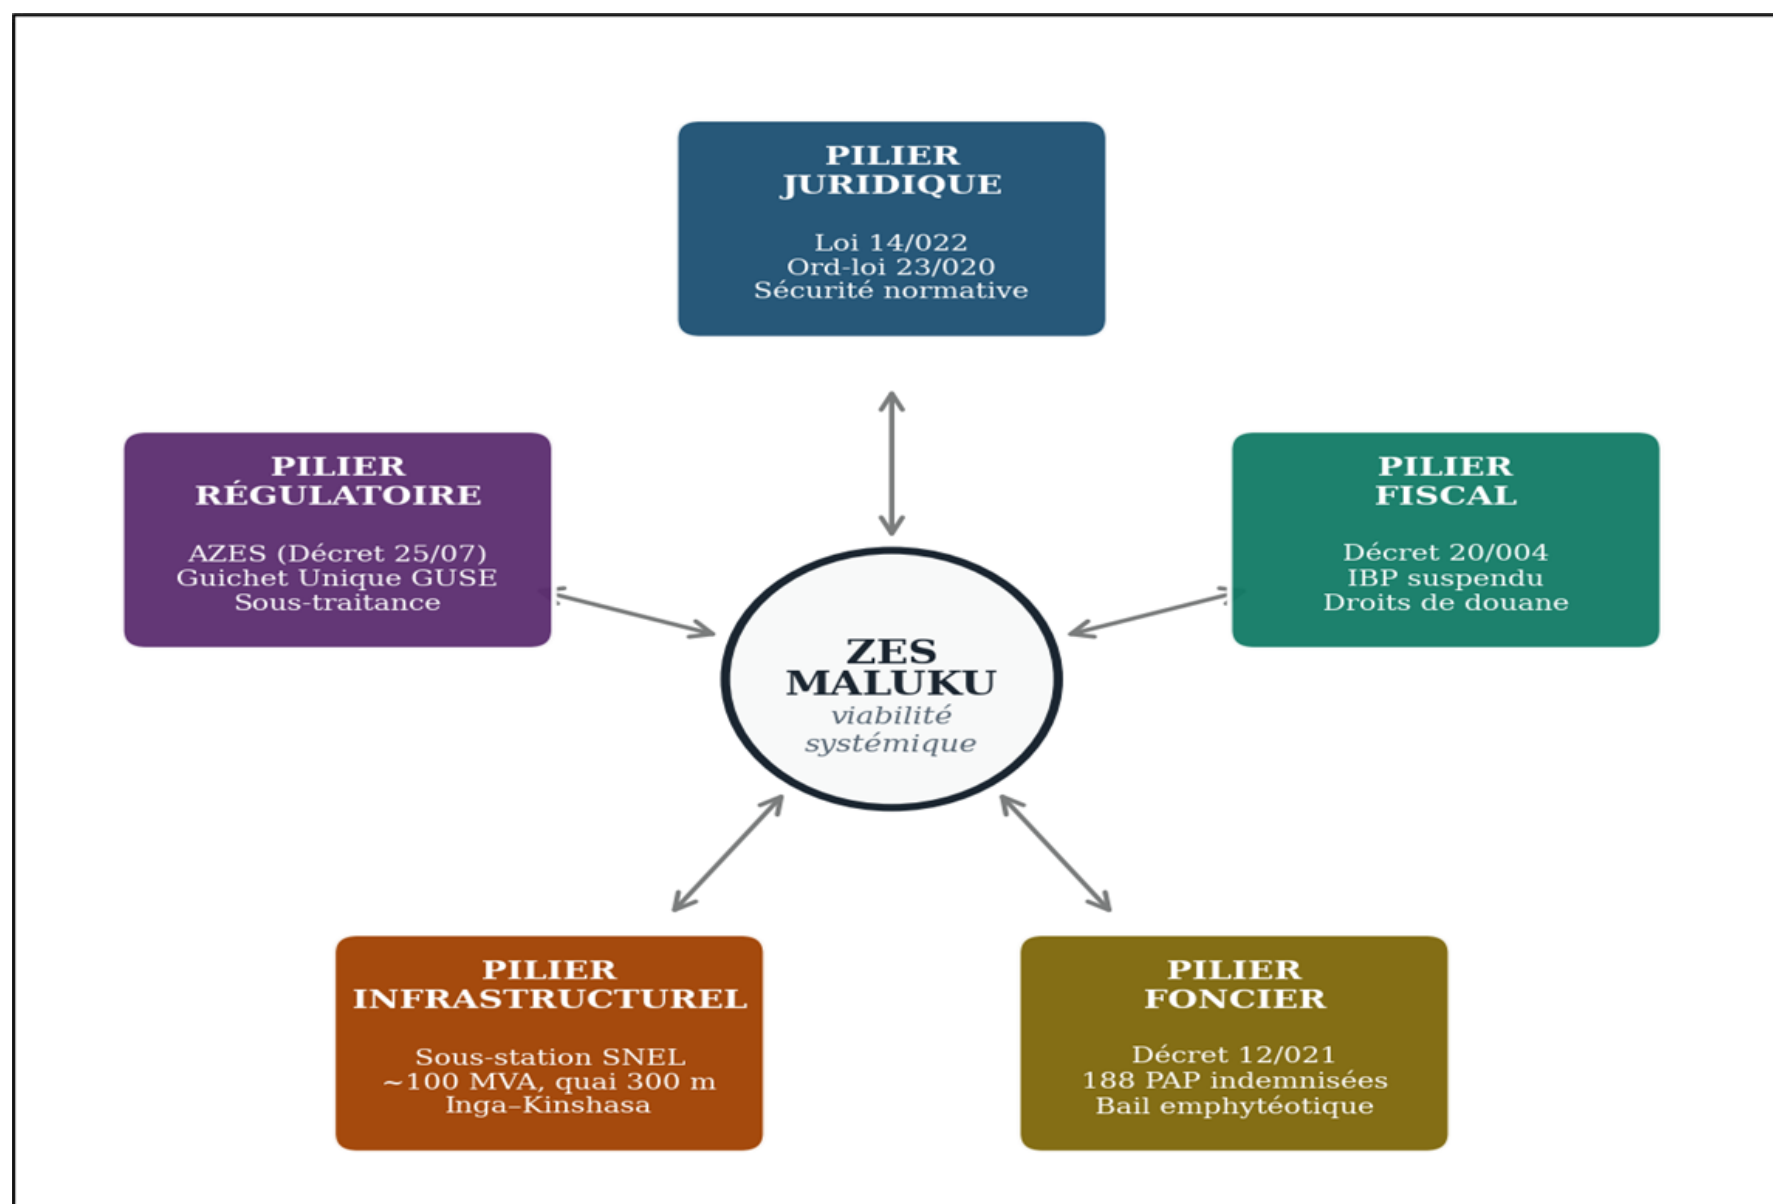 PILIER
JURIDIQUE
Loi 14/022
Ord-loi 23/020
Sécurité normative
PILIER
RÉGULATOIRE
AZES (Décret 25/07)
Guichet Unique GUSE
Sous-traitance
PILIER
FISCAL
Décret 20/004
IBP suspendu
Droits de douane
ZES
MALUKU
viabilité
systémique
PILIER
INFRASTRUCTUREL
Sous-station SNEL
~100 MVA, quai 300 m
Inga–Kinshasa
PILIER
FONCIER
Décret 12/021
188 PAP indemnisées
Bail emphytéotique